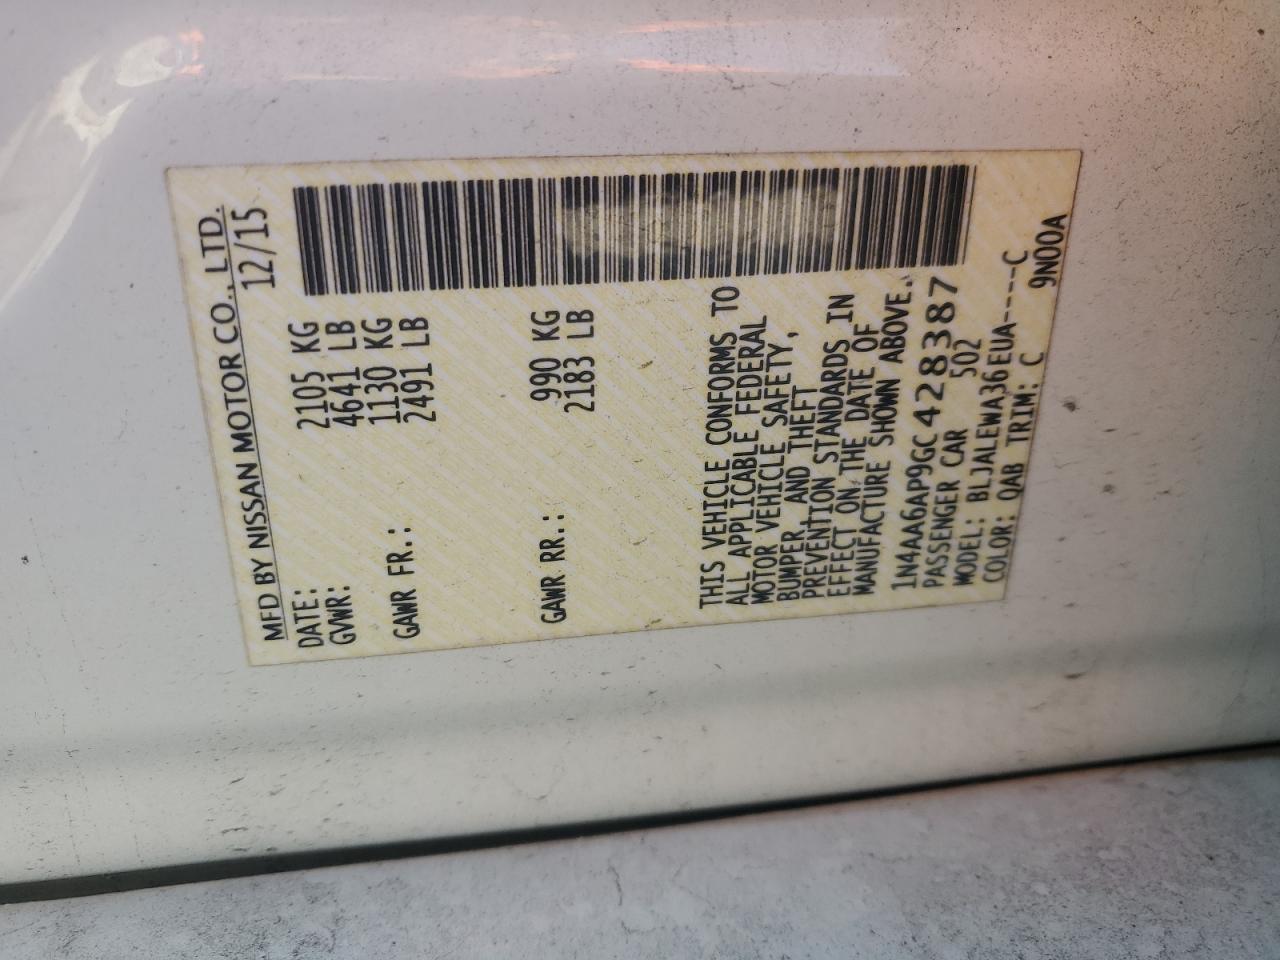 MFD BY NISSAN MOTOR CO., LTD.
DATE: 12/15
GVWR: 2105 KG
4641 LB
GAWR FR.: 1130 KG
2491 LB
GAWR RR.: 990 KG
2183 LB
THIS VEHICLE CONFORMS TO
ALL APPLICABLE FEDERAL
MOTOR VEHICLE SAFETY,
BUMPER AND THEFT
PREVENTION STANDARDS IN
EFFECT ON THE DATE OF
MANUFACTURE SHOWN ABOVE.
1N4AA6AP9GC428387
PASSENGER CAR 502
MODEL: BLJALEWA36EUA----C
COLOR: QAB TRIM: C 9N00A